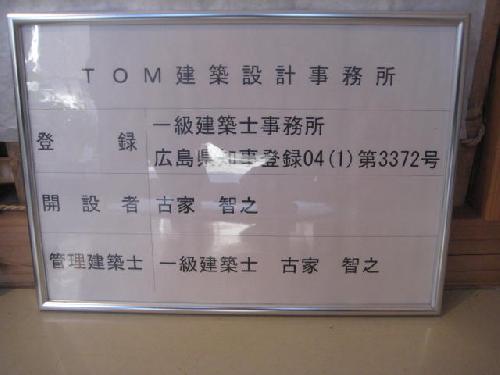 TOM建築設計事務所
登録 一級建築士事務所
広島県知事登録04(1)第3372号
開設者 古家 智之
管理建築士 一級建築士 古家 智之